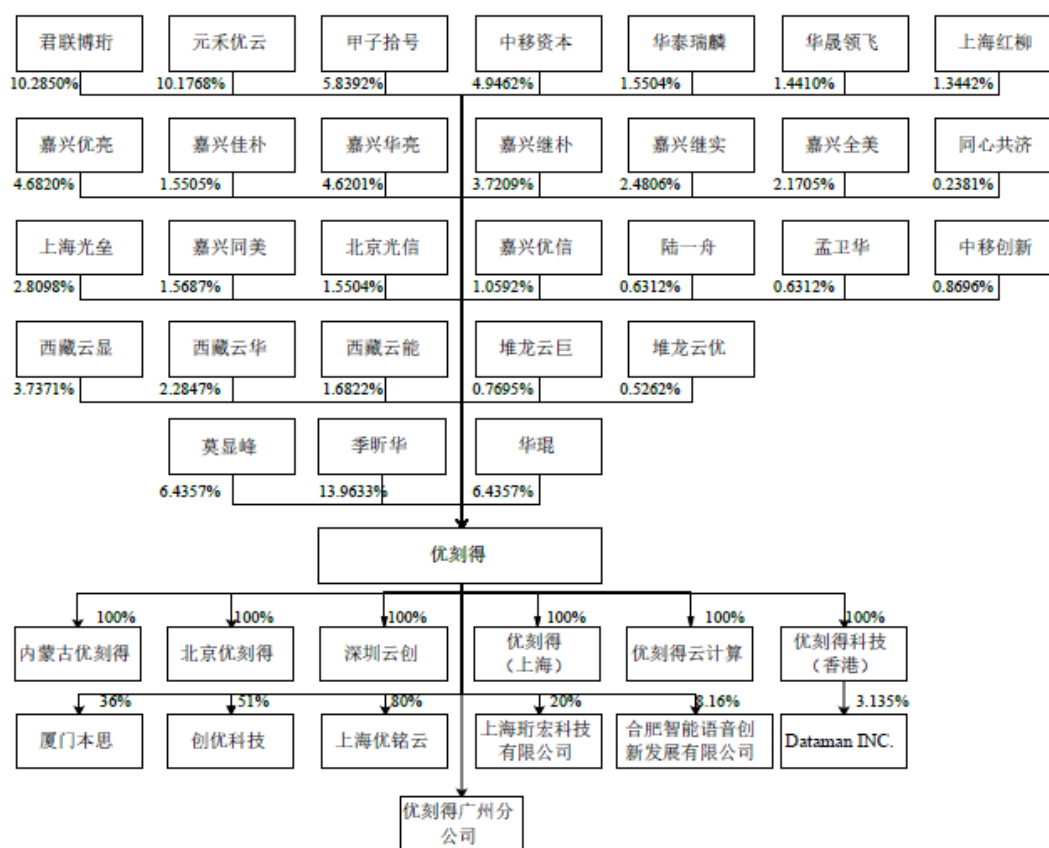 君联博珩 元禾优云 甲子拾号 中移资本 华泰瑞麟 华晟领飞 上海红柳
10.2850% 10.1768% 5.8392% 4.9462% 1.5504% 1.4410% 1.3442%
嘉兴优亮 嘉兴佳朴 嘉兴华亮 嘉兴继朴 嘉兴继实 嘉兴全美 同心共济
4.6820% 1.5505% 4.6201% 3.7209% 2.4806% 2.1705% 0.2381%
上海光垒 嘉兴同美 北京光信 嘉兴优信 陆一舟 孟卫华 中移创新
2.8098% 1.5687% 1.5504% 1.0592% 0.6312% 0.6312% 0.8696%
西藏云显 西藏云华 西藏云能 堆龙云巨 堆龙云优
3.7371% 2.2847% 1.6822% 0.7695% 0.5262%
莫显峰 季昕华 华琨
6.4357% 13.9633% 6.4357%
优刻得
100% 100% 100% 100% 100% 100%
内蒙古优刻得 北京优刻得 深圳云创 优刻得 优刻得云计算 优刻得科技
（上海） （香港）
36% 51% 80% 20% 8.16% 3.135%
厦门本思 创优科技 上海优铭云 上海珩宏科技 合肥智能语音创 Dataman INC.
有限公司 新发展有限公司
优刻得广州分
公司